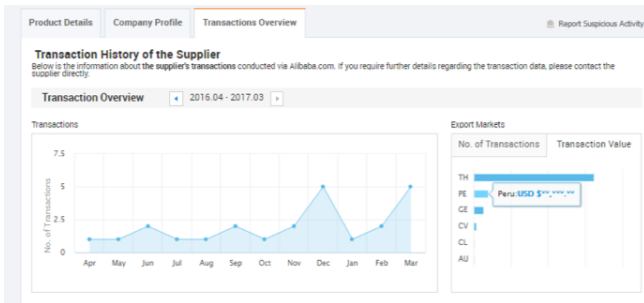 Product Details
Company Profile
Transactions Overview
Report Suspicious Activity
Transaction History of the Supplier
Below is the information about the supplier's transactions conducted via Alibaba.com. If you require further details regarding the transaction data, please contact the
supplier directly.
Transaction Overview
2016.04 - 2017.03
Transactions
No. of Transactions
7.5
5
2.5
0
Apr May Jun Jul Aug Sep Oct Nov Dec Jan Feb Mar
Export Markets
No. of Transactions
Transaction Value
TH
PE
Peru:USD $**,***.**
GE
CV
CL
AU